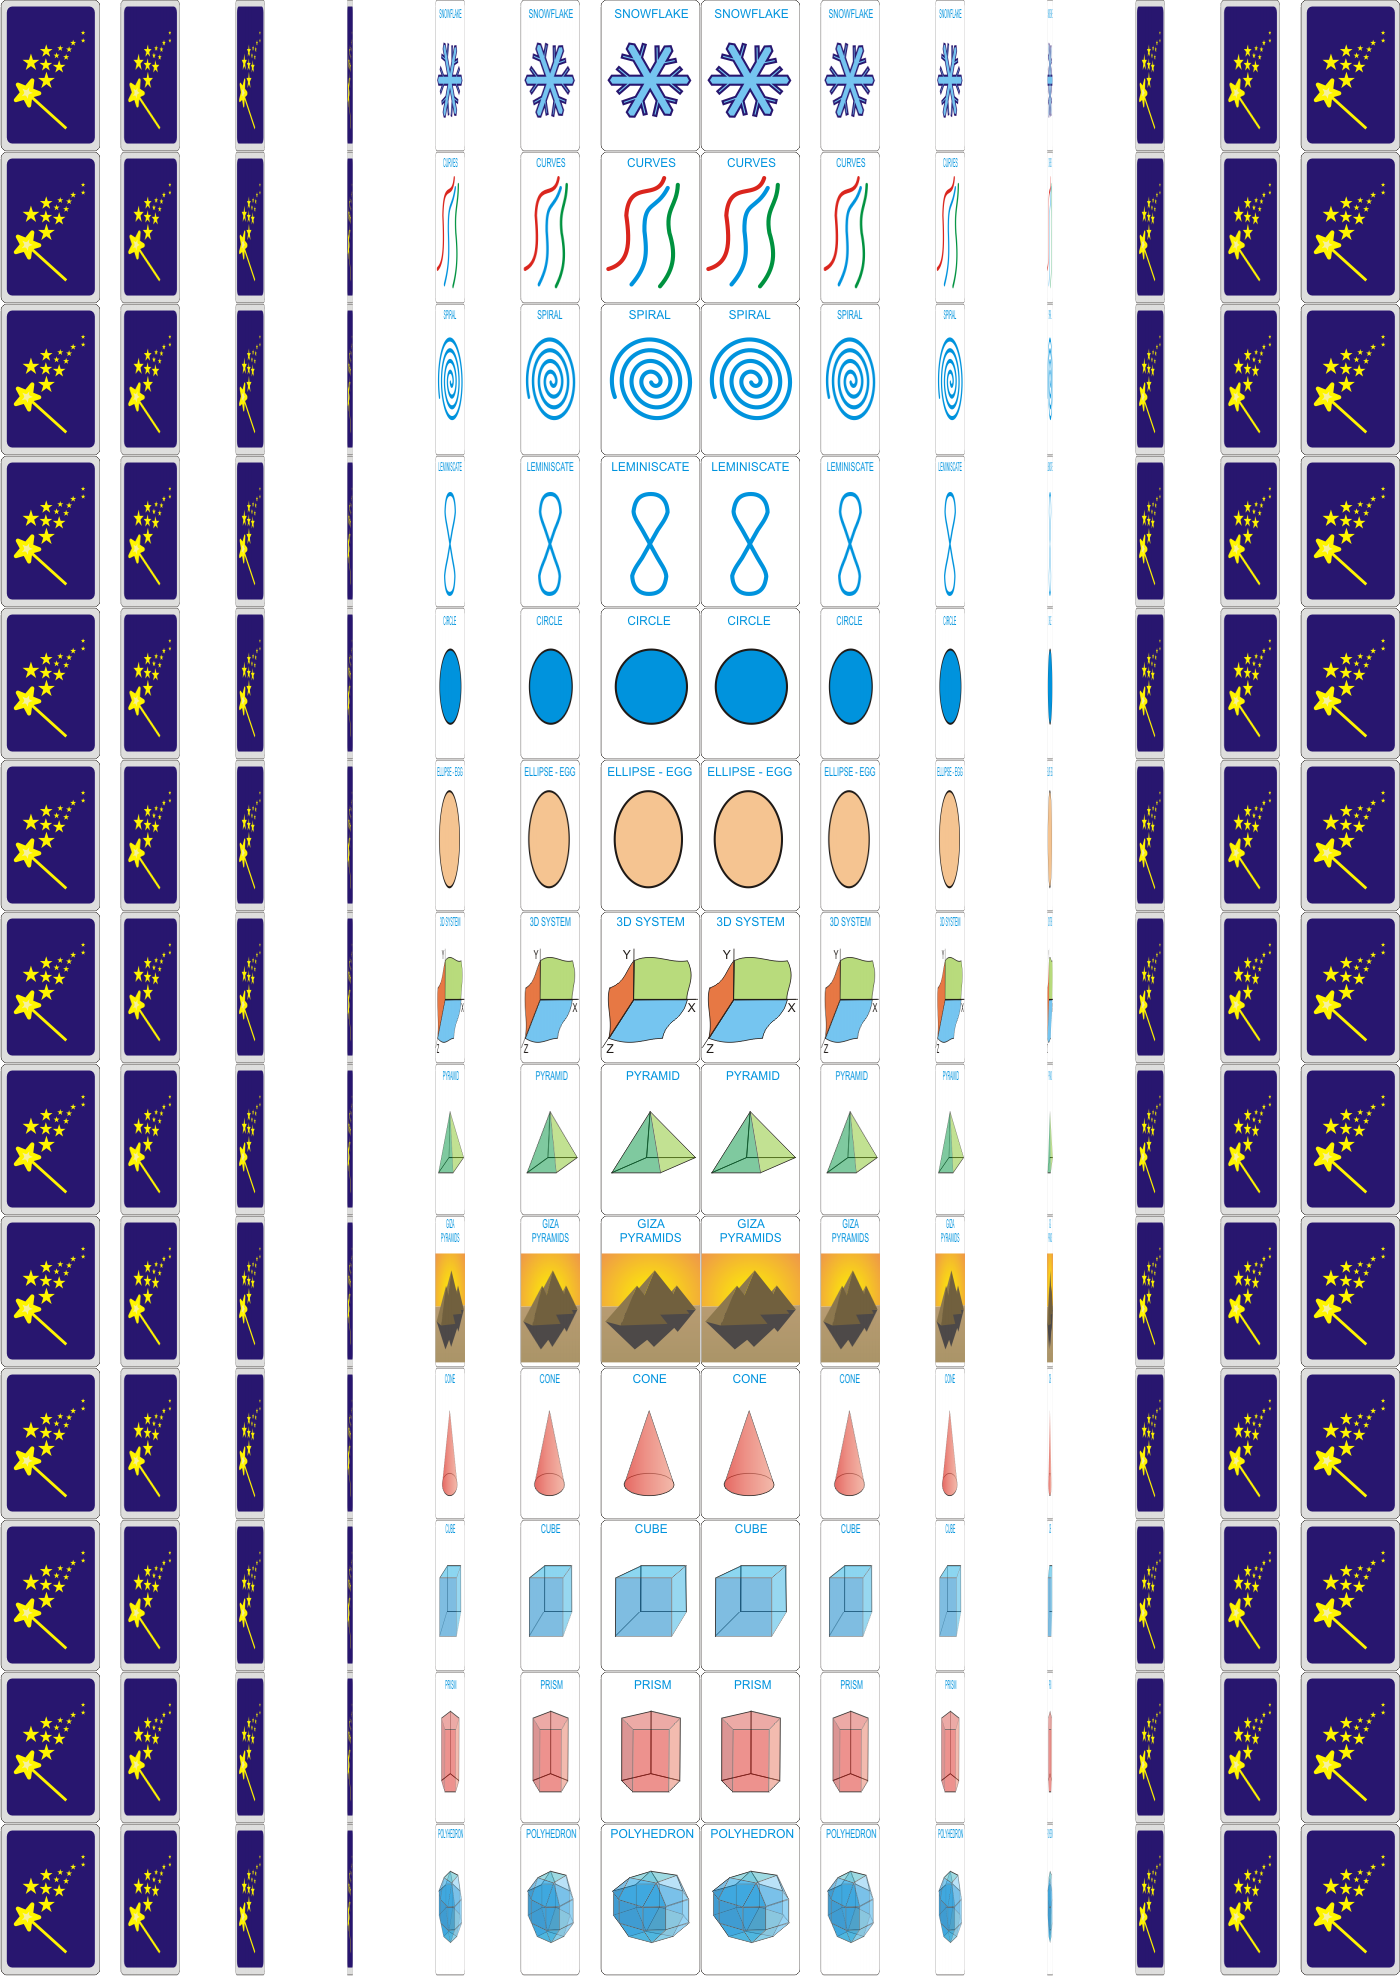 SNOWFLAKE SNOWFLAKE SNOWFLAKE SNOWFLAKE SNOWFLAKE SNOWFLAKE
CURVES CURVES CURVES CURVES CURVES CURVES
SPIRAL SPIRAL SPIRAL SPIRAL SPIRAL SPIRAL
LEMINISCATE LEMINISCATE LEMINISCATE LEMINISCATE LEMINISCATE LEMINISCATE
CIRCLE CIRCLE CIRCLE CIRCLE CIRCLE CIRCLE
ELLIPSE - EGG ELLIPSE - EGG ELLIPSE - EGG ELLIPSE - EGG ELLIPSE - EGG ELLIPSE - EGG
3D SYSTEM 3D SYSTEM 3D SYSTEM 3D SYSTEM 3D SYSTEM 3D SYSTEM
Y Y Y Y Y Y
X X X X X X
Z Z Z Z Z Z
PYRAMID PYRAMID PYRAMID PYRAMID PYRAMID PYRAMID
GIZA GIZA GIZA GIZA GIZA GIZA
PYRAMIDS PYRAMIDS PYRAMIDS PYRAMIDS PYRAMIDS PYRAMIDS
CONE CONE CONE CONE CONE CONE
CUBE CUBE CUBE CUBE CUBE CUBE
PRISM PRISM PRISM PRISM PRISM PRISM
POLYHEDRON POLYHEDRON POLYHEDRON POLYHEDRON POLYHEDRON POLYHEDRON